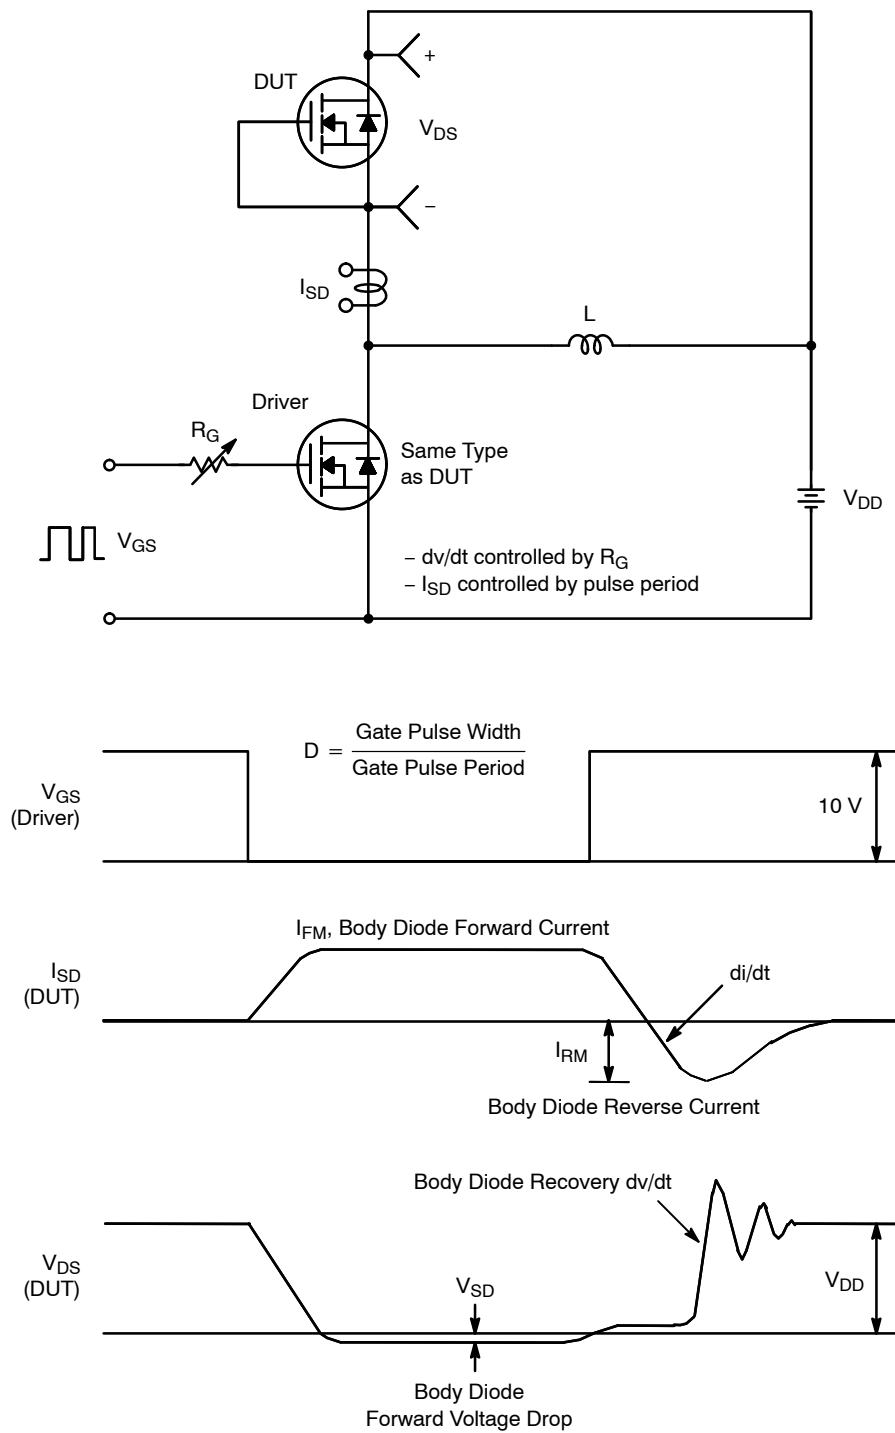 +
DUT
V_DS
−
I_SD
L
Driver
R_G
Same Type
as DUT
V_DD
V_GS
− dv/dt controlled by R_G
− I_SD controlled by pulse period
D = Gate Pulse Width
Gate Pulse Period
V_GS
(Driver)
10 V
I_FM, Body Diode Forward Current
I_SD
(DUT)
di/dt
I_RM
Body Diode Reverse Current
Body Diode Recovery dv/dt
V_DS
(DUT)
V_SD
V_DD
Body Diode
Forward Voltage Drop